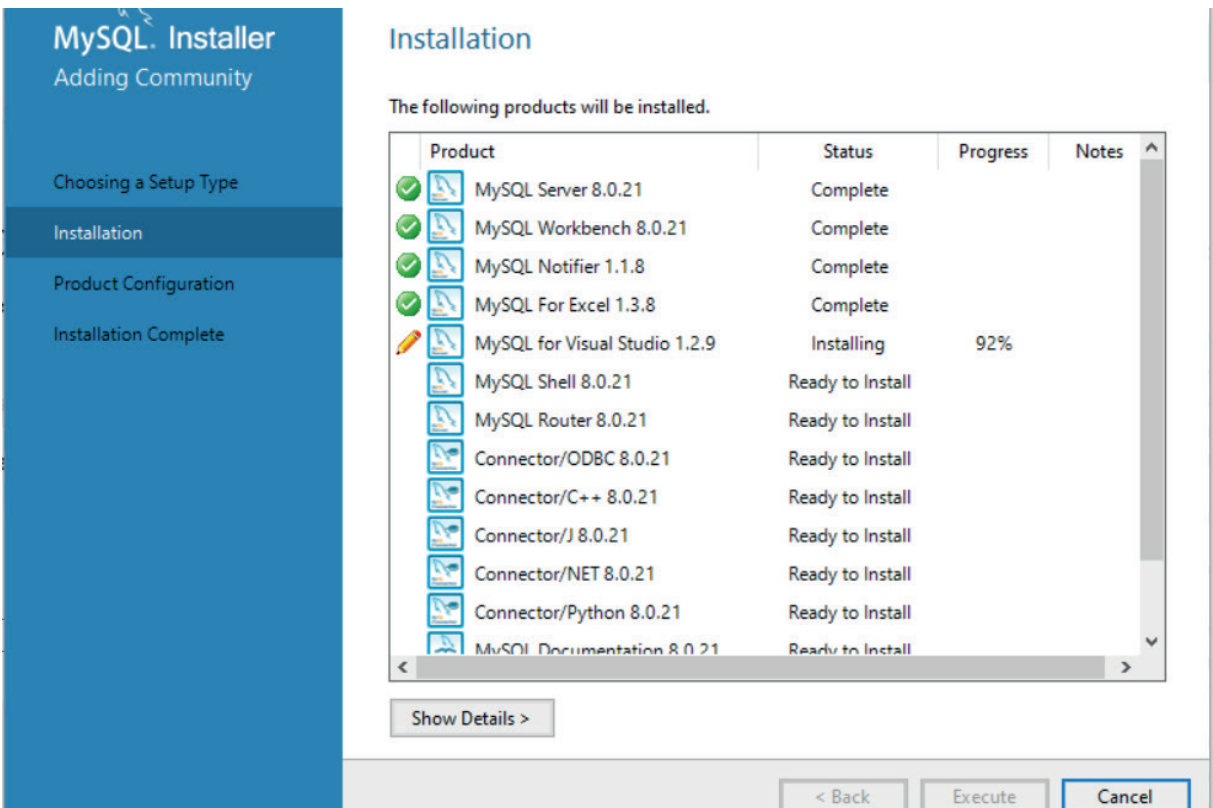 MySQL. Installer
Adding Community
Choosing a Setup Type
Installation
Product Configuration
Installation Complete
Installation
The following products will be installed.
Product Status Progress Notes
MySQL Server 8.0.21 Complete
MySQL Workbench 8.0.21 Complete
MySQL Notifier 1.1.8 Complete
MySQL For Excel 1.3.8 Complete
MySQL for Visual Studio 1.2.9 Installing 92%
MySQL Shell 8.0.21 Ready to Install
MySQL Router 8.0.21 Ready to Install
Connector/ODBC 8.0.21 Ready to Install
Connector/C++ 8.0.21 Ready to Install
Connector/J 8.0.21 Ready to Install
Connector/NET 8.0.21 Ready to Install
Connector/Python 8.0.21 Ready to Install
MySQL Documentation 8.0.21 Ready to Install
Show Details >
< Back Execute Cancel